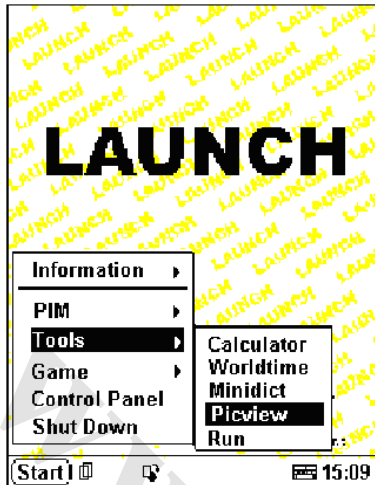 LAUNCH
Information
PIM
Tools
Game
Control Panel
Shut Down
Calculator
Worldtime
Minidict
Picview
Run
Start
15:09